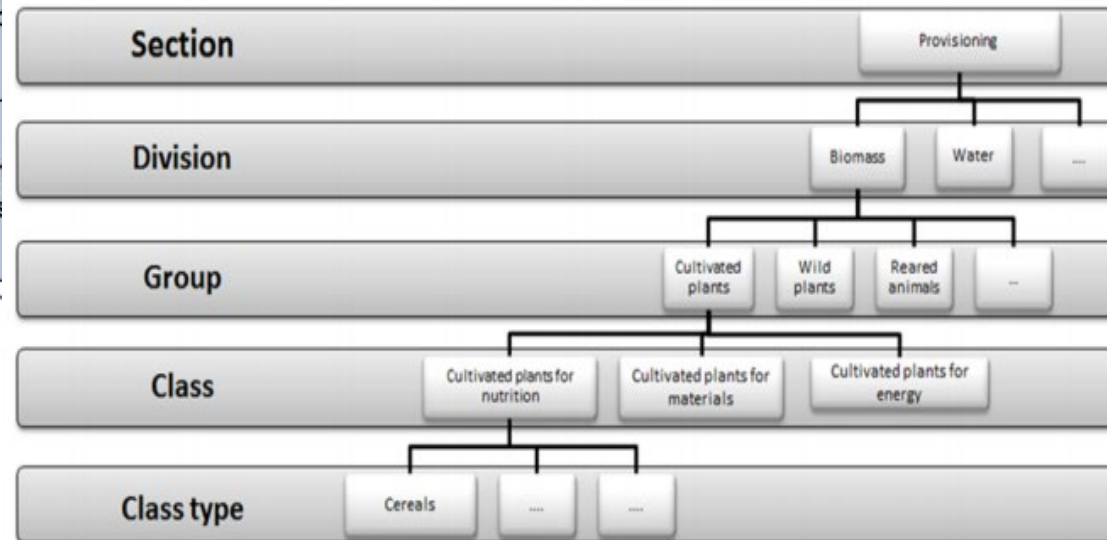 Section
Provisioning
Division
Biomass
Water
....
Group
Cultivated
plants
Wild
plants
Reared
animals
...
Class
Cultivated plants for
nutrition
Cultivated plants for
materials
Cultivated plants for
energy
Class type
Cereals
....
....